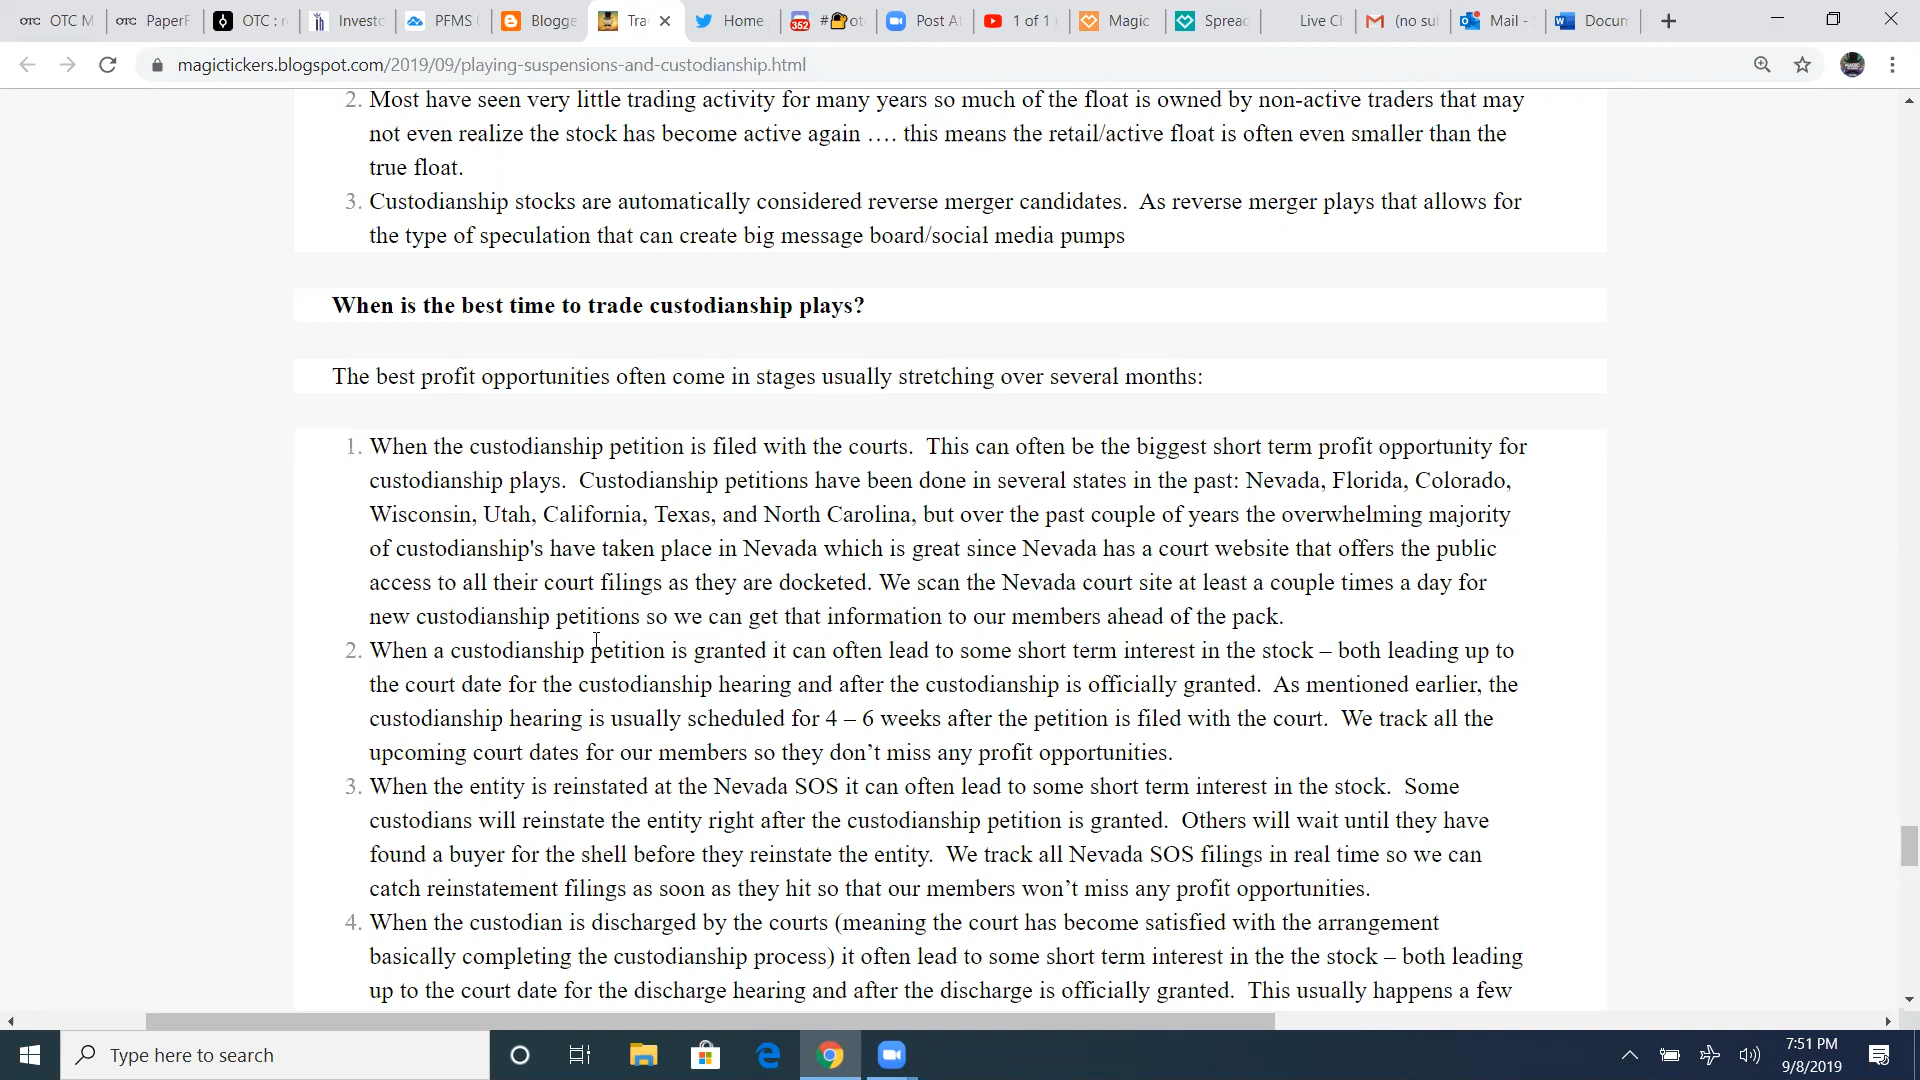 OTC M
PaperF
OTC : r
Investo
PFMS
Blogge
Tra
Home
352
#
ote
Post At
1 of 1
Magic
Spread
Live Ch
(no su
Mail -
Docum
magictickers.blogspot.com/2019/09/playing-suspensions-and-custodianship.html
2. Most have seen very little trading activity for many years so much of the float is owned by non-active traders that may
not even realize the stock has become active again …. this means the retail/active float is often even smaller than the
true float.
3. Custodianship stocks are automatically considered reverse merger candidates. As reverse merger plays that allows for
the type of speculation that can create big message board/social media pumps
When is the best time to trade custodianship plays?
The best profit opportunities often come in stages usually stretching over several months:
1. When the custodianship petition is filed with the courts. This can often be the biggest short term profit opportunity for
custodianship plays. Custodianship petitions have been done in several states in the past: Nevada, Florida, Colorado,
Wisconsin, Utah, California, Texas, and North Carolina, but over the past couple of years the overwhelming majority
of custodianship's have taken place in Nevada which is great since Nevada has a court website that offers the public
access to all their court filings as they are docketed. We scan the Nevada court site at least a couple times a day for
new custodianship petitions so we can get that information to our members ahead of the pack.
2. When a custodianship petition is granted it can often lead to some short term interest in the stock – both leading up to
the court date for the custodianship hearing and after the custodianship is officially granted. As mentioned earlier, the
custodianship hearing is usually scheduled for 4 – 6 weeks after the petition is filed with the court. We track all the
upcoming court dates for our members so they don’t miss any profit opportunities.
3. When the entity is reinstated at the Nevada SOS it can often lead to some short term interest in the stock. Some
custodians will reinstate the entity right after the custodianship petition is granted. Others will wait until they have
found a buyer for the shell before they reinstate the entity. We track all Nevada SOS filings in real time so we can
catch reinstatement filings as soon as they hit so that our members won’t miss any profit opportunities.
4. When the custodian is discharged by the courts (meaning the court has become satisfied with the arrangement
basically completing the custodianship process) it often lead to some short term interest in the the stock – both leading
up to the court date for the discharge hearing and after the discharge is officially granted. This usually happens a few
Type here to search
7:51 PM
9/8/2019